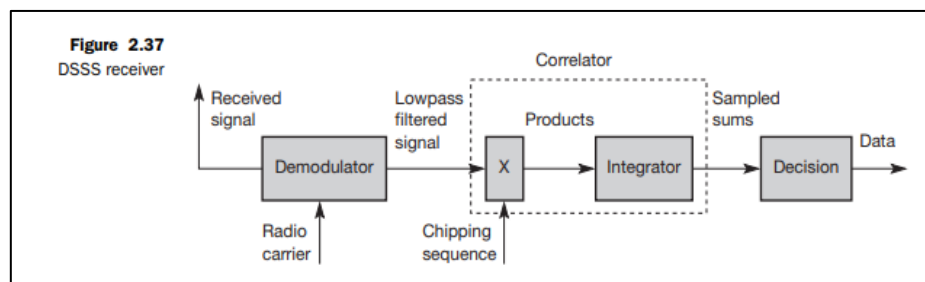 Figure 2.37
DSSS receiver
Correlator
Received
signal
Lowpass
filtered
signal
Products
Sampled
sums
Data
Demodulator
X
Integrator
Decision
Radio
carrier
Chipping
sequence